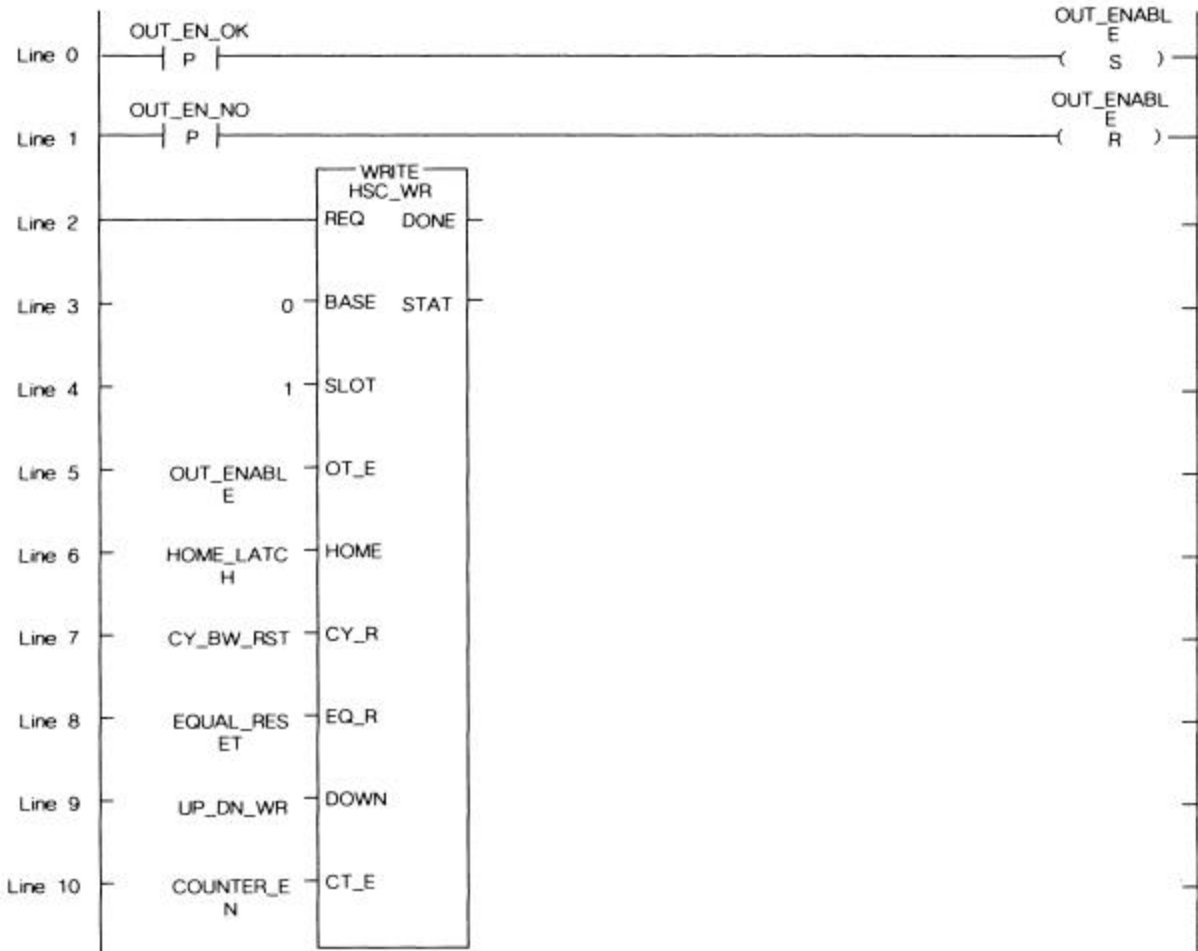 OUT_EN_OK
OUT_ENABL
E
Line 0
P
S
OUT_EN_NO
OUT_ENABL
E
Line 1
P
R
WRITE
HSC_WR
Line 2
REQ DONE
Line 3
0
BASE STAT
Line 4
1
SLOT
Line 5
OUT_ENABL
E
OT_E
Line 6
HOME_LATC
H
HOME
Line 7
CY_BW_RST
CY_R
Line 8
EQUAL_RES
ET
EQ_R
Line 9
UP_DN_WR
DOWN
Line 10
COUNTER_E
N
CT_E